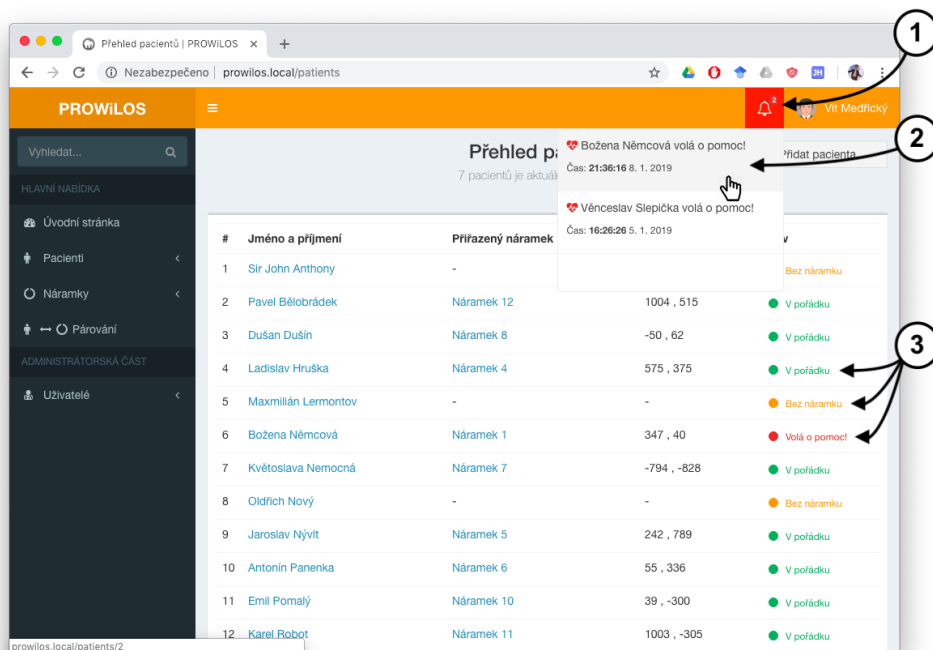 1
Přehled pacientů | PROWiLOS
Nezabezpečeno | prowilos.local/patients
JH
PROWiLOS
2
Vít Medřický
2
Vyhledat...
Přehled
7 pacientů je
Přidat pacienta
Božena Němcová volá o pomoc!
Čas: 21:36:16 8. 1. 2019
Věnceslav Slepička volá o pomoc!
Čas: 16:26:26 5. 1. 2019
HLAVNÍ NABÍDKA
Úvodní stránka
Pacienti
Náramky
Párování
ADMINISTRÁTORSKÁ ČÁST
Uživatelé
# Jméno a příjmení Přiřazený náramek
1 Sir John Anthony - Bez náramku
2 Pavel Bělobrádek Náramek 12 1004 , 515 V pořádku
3 Dušan Dušín Náramek 8 -50 , 62 V pořádku
3
4 Ladislav Hruška Náramek 4 575 , 375 V pořádku
5 Maxmilián Lermontov - - Bez náramku
6 Božena Němcová Náramek 1 347 , 40 Volá o pomoc!
7 Květoslava Nemocná Náramek 7 -794 , -828 V pořádku
8 Oldřich Nový - - Bez náramku
9 Jaroslav Nývlt Náramek 5 242 , 789 V pořádku
10 Antonín Panenka Náramek 6 55 , 336 V pořádku
11 Emil Pomalý Náramek 10 39 , -300 V pořádku
12 Karel Robot Náramek 11 1003 , -305 V pořádku
prowilos.local/patients/2